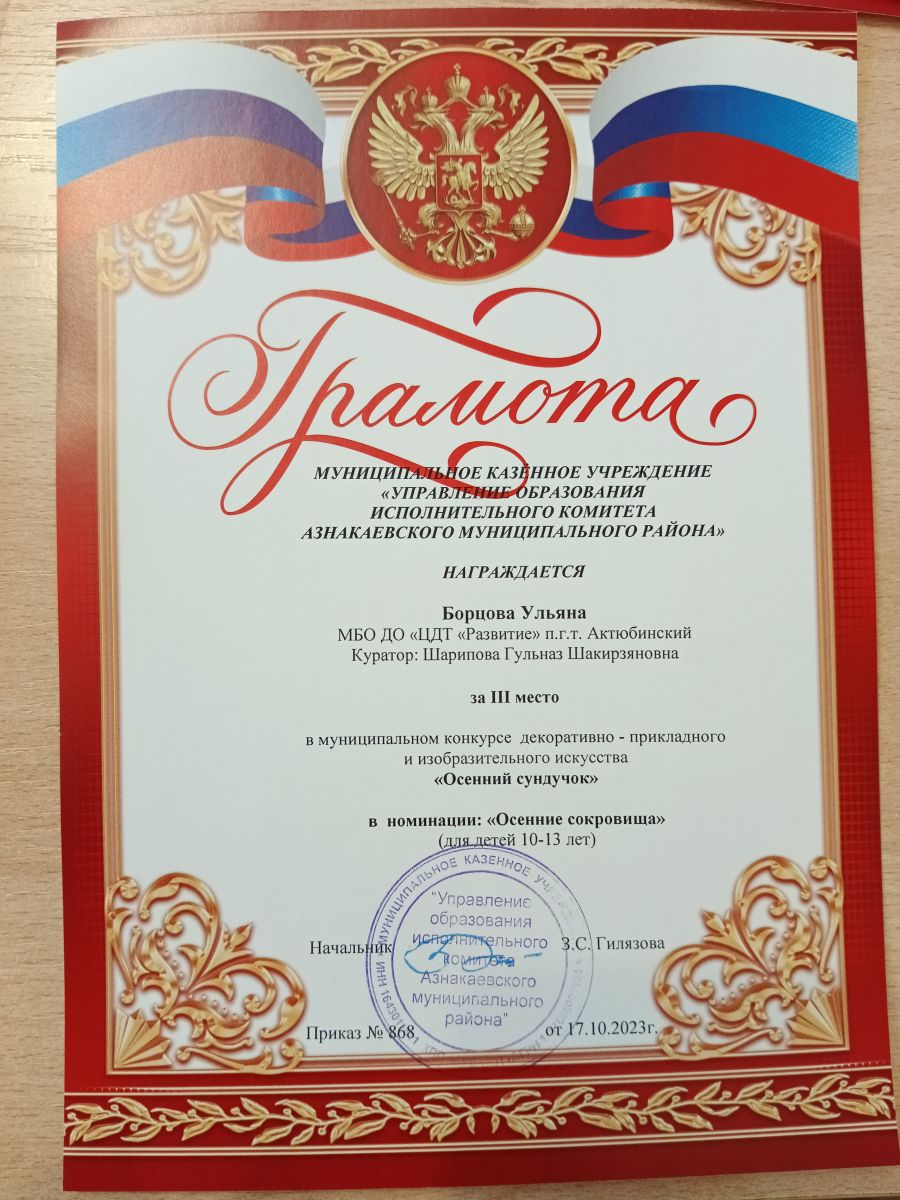 Грамота
МУНИЦИПАЛЬНОЕ КАЗЁННОЕ УЧРЕЖДЕНИЕ
«УПРАВЛЕНИЕ ОБРАЗОВАНИЯ
ИСПОЛНИТЕЛЬНОГО КОМИТЕТА
АЗНАКАЕВСКОГО МУНИЦИПАЛЬНОГО РАЙОНА»
НАГРАЖДАЕТСЯ
Борцова Ульяна
МБО ДО «ЦДТ «Развитие» п.г.т. Актюбинский
Куратор: Шарипова Гульназ Шакирзяновна
за III место
в муниципальном конкурсе декоративно - прикладного
и изобразительного искусства
«Осенний сундучок»
в номинации: «Осенние сокровища»
(для детей 10-13 лет)
МУНИЦИПАЛЬНОЕ КАЗЕННОЕ
"Управление
образования
исполнительного
комитета
Азнакаевского
муниципального
района"
Начальник
З.С. Гилязова
Приказ № 868
от 17.10.2023г.